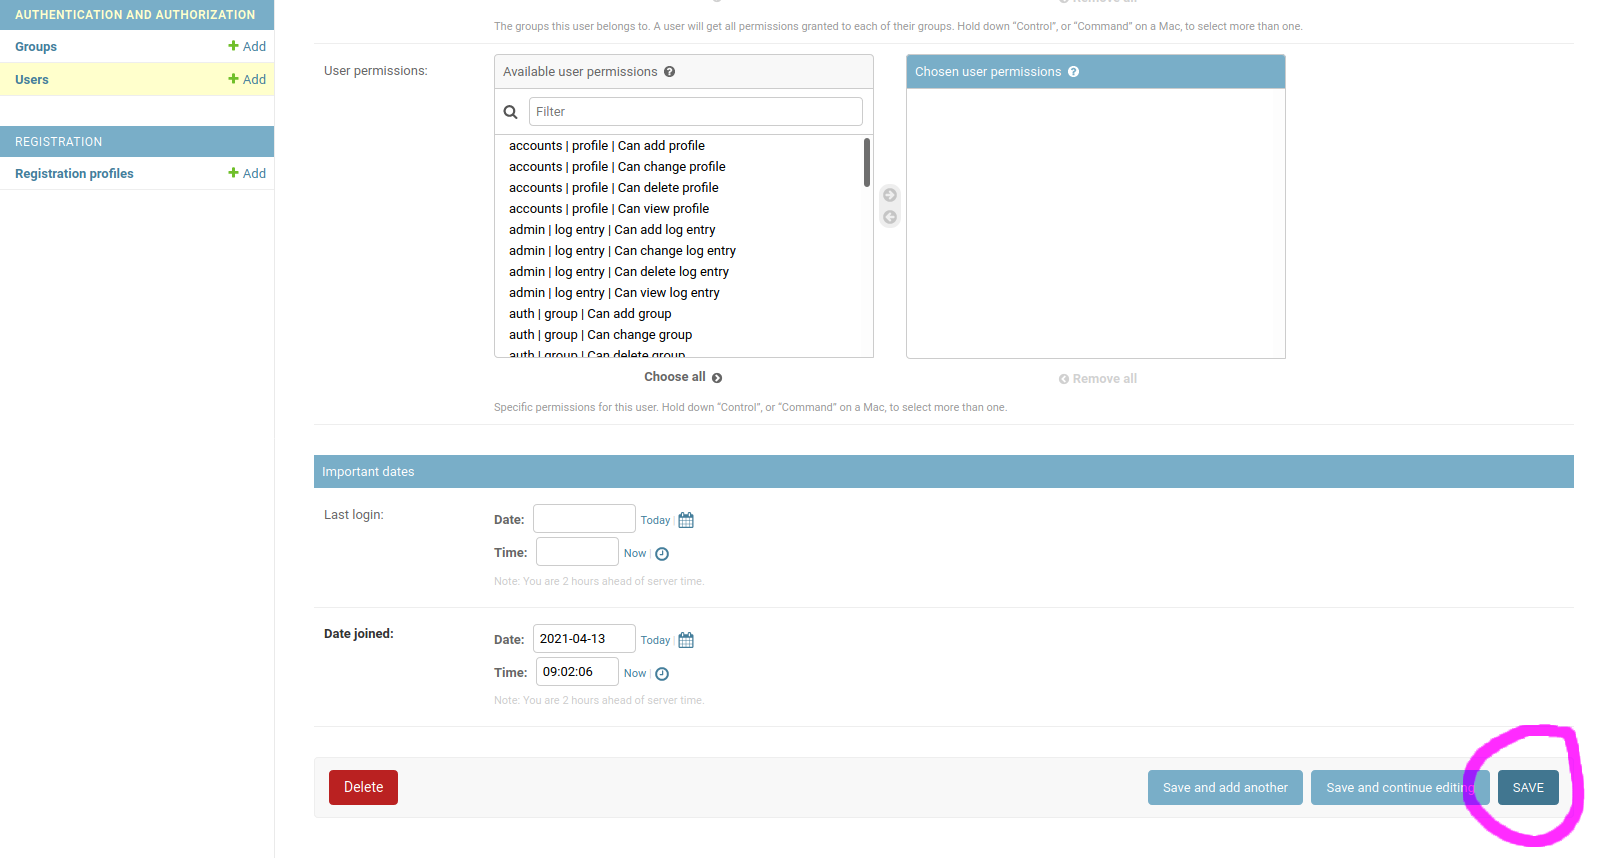 AUTHENTICATION AND AUTHORIZATION
Groups
Add
Users
Add
REGISTRATION
Registration profiles
Add
Remove all
The groups this user belongs to. A user will get all permissions granted to each of their groups. Hold down “Control”, or “Command” on a Mac, to select more than one.
User permissions:
Available user permissions
Filter
accounts | profile | Can add profile
accounts | profile | Can change profile
accounts | profile | Can delete profile
accounts | profile | Can view profile
admin | log entry | Can add log entry
admin | log entry | Can change log entry
admin | log entry | Can delete log entry
admin | log entry | Can view log entry
auth | group | Can add group
auth | group | Can change group
auth | group | Can delete group
Choose all
Chosen user permissions
Remove all
Specific permissions for this user. Hold down “Control”, or “Command” on a Mac, to select more than one.
Important dates
Last login:
Date:
Today |
Time:
Now |
Note: You are 2 hours ahead of server time.
Date joined:
Date: 2021-04-13 Today |
Time: 09:02:06 Now |
Note: You are 2 hours ahead of server time.
Delete
Save and add another
Save and continue editing
SAVE